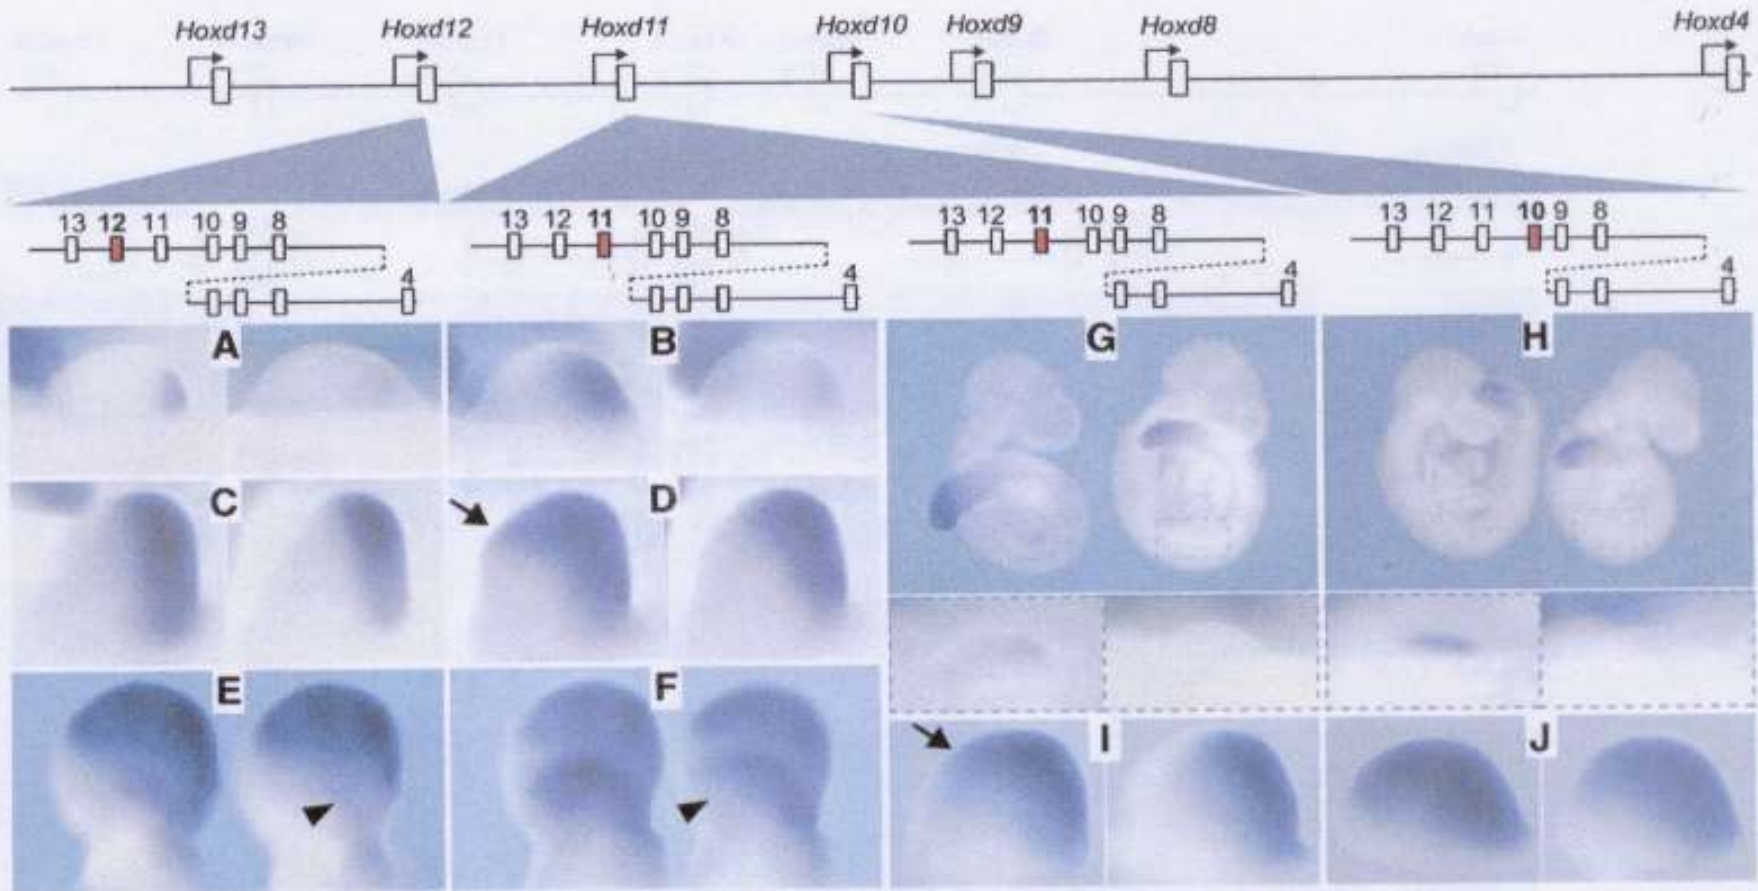 Hoxd13 Hoxd12 Hoxd11 Hoxd10 Hoxd9 Hoxd8 Hoxd4
13 12 11 10 9 8 13 12 11 10 9 8 13 12 11 10 9 8 13 12 11 10 9 8
4 4 4 4
A B G H
C D
E F I J